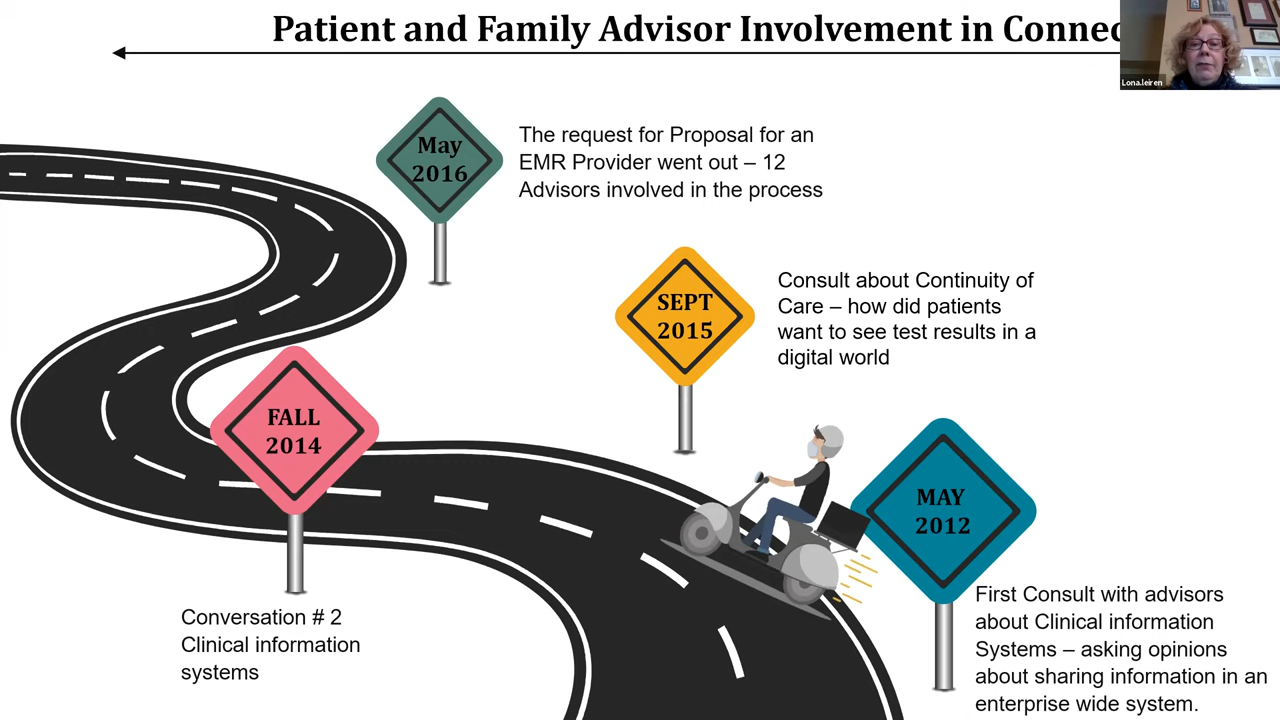 Patient and Family Advisor Involvement in Connec
Lona.leiren
May
2016
The request for Proposal for an
EMR Provider went out – 12
Advisors involved in the process
SEPT
2015
Consult about Continuity of
Care – how did patients
want to see test results in a
digital world
FALL
2014
Conversation # 2
Clinical information
systems
MAY
2012
First Consult with advisors
about Clinical information
Systems – asking opinions
about sharing information in an
enterprise wide system.